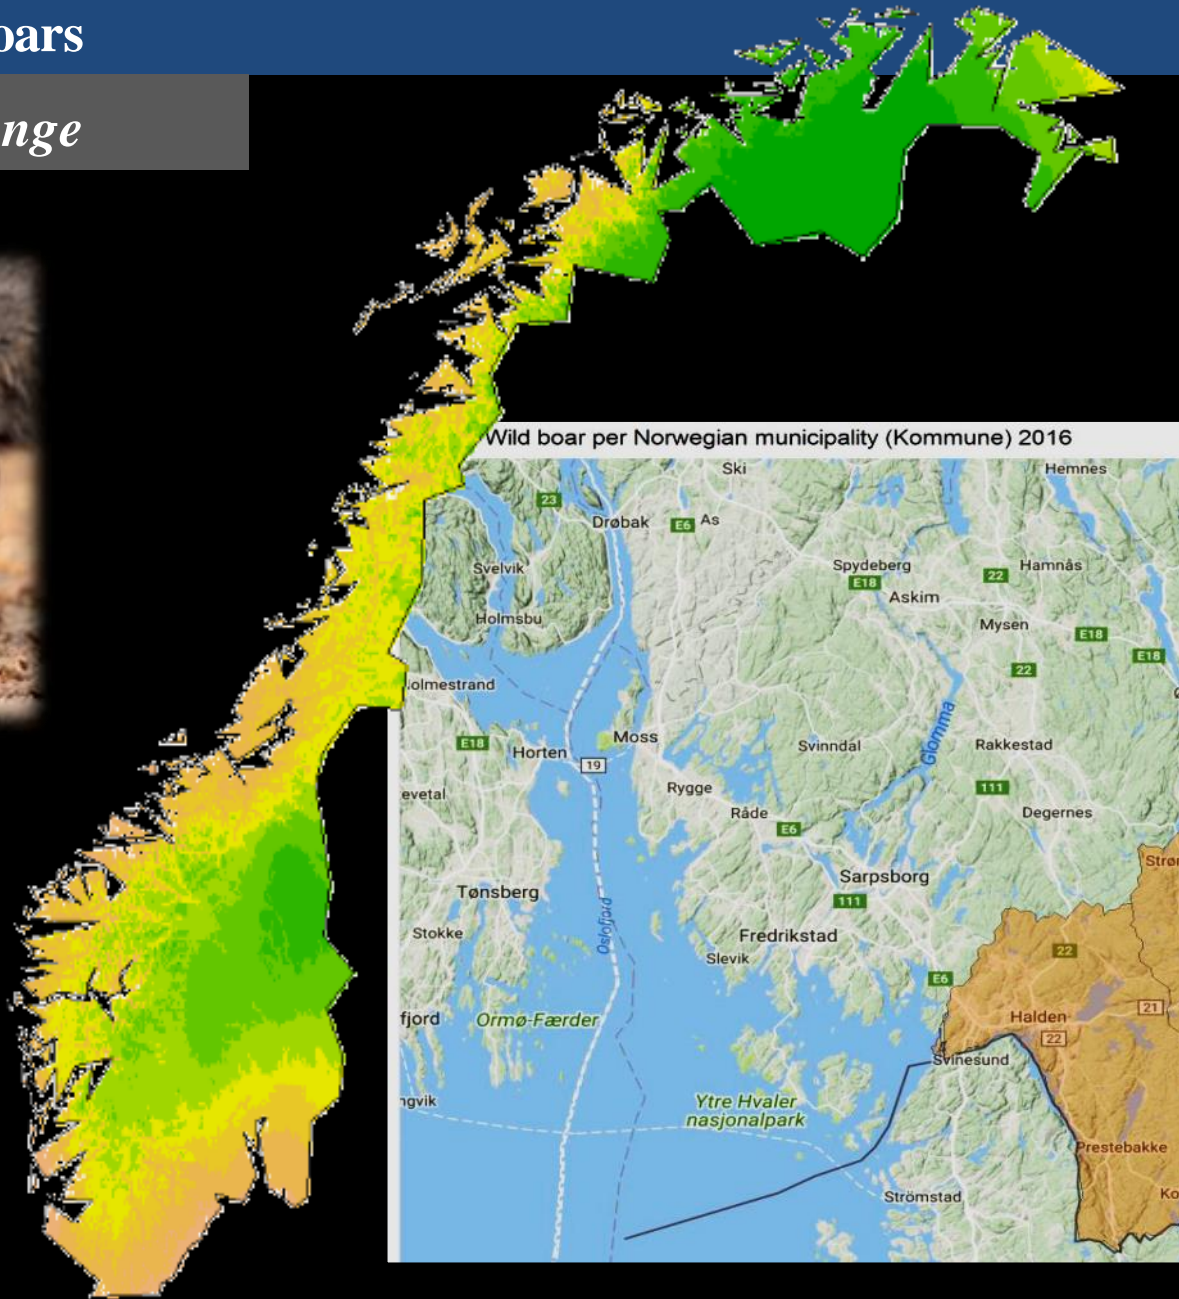 oars
nge
Wild boar per Norwegian municipality (Kommune) 2016
Ski
Hemnes
23
Drøbak
E6
As
Svelvik
Spydeberg
E18
22
Hamnås
Askim
Holmsbu
Mysen
E18
E18
22
olmestrand
Glomma
E18
Horten
19
Moss
Svinndal
Rakkestad
evetal
Rygge
111
Råde
E6
Degernes
Strø
Tønsberg
Sarpsborg
111
Oslofjord
Stokke
Fredrikstad
Slevik
22
E6
fjord
Ormø-Færder
Halden
21
22
Svinesund
ngvik
Ytre Hvaler
nasjonalpark
Prestebakke
Strömstad
Ko